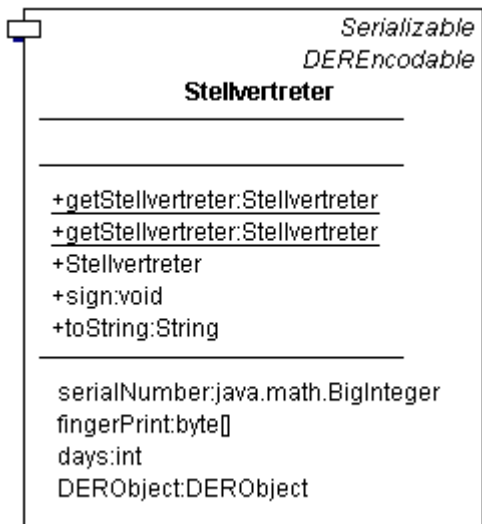 Serializable
DEREncodable
Stellvertreter
+getStellvertreter:Stellvertreter
+getStellvertreter:Stellvertreter
+Stellvertreter
+sign:void
+toString:String
serialNumber:java.math.BigInteger
fingerPrint:byte[]
days:int
DERObject:DERObject